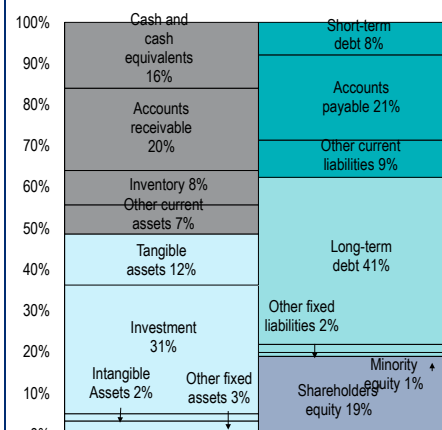 100%
90%
80%
70%
60%
50%
40%
30%
20%
10%
0%
Cash and
cash
equivalents
16%
Accounts
receivable
20%
Inventory 8%
Other current
assets 7%
Tangible
assets 12%
Investment
31%
Intangible
Assets 2%
Other fixed
assets 3%
Short-term
debt 8%
Accounts
payable 21%
Other current
liabilities 9%
Long-term
debt 41%
Other fixed
liabilities 2%
Minority
equity 1%
Shareholders'
equity 19%